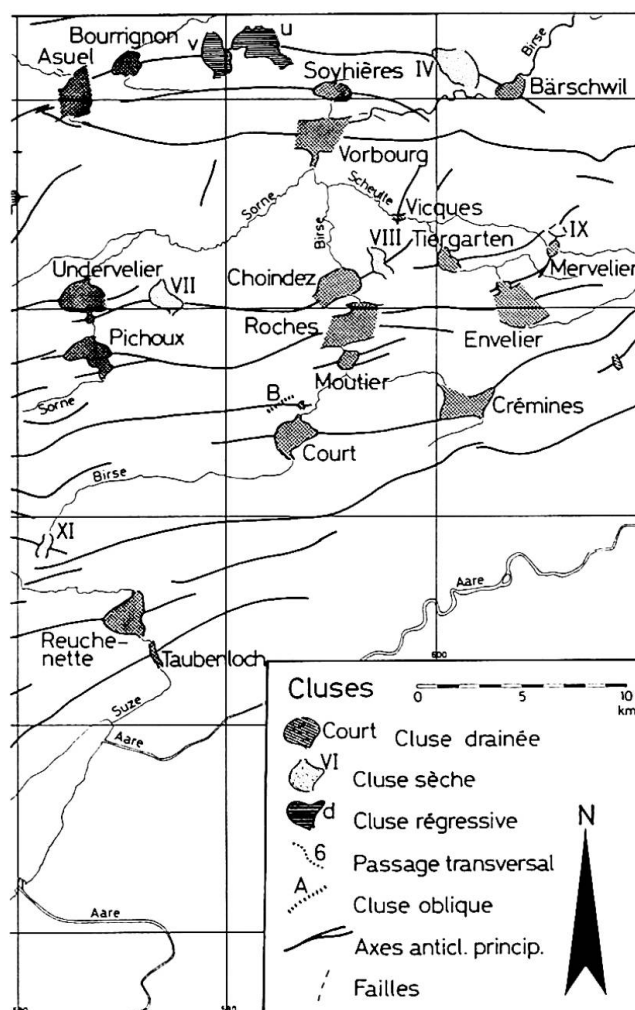 Bourrignon
Asuel
v
u
Soyhières
IV
Birse
Bärschwil
Vorbourg
Sorne
Scheulte
Birse
Vicques
VIII
Tiergarten
IX
Mervelier
Undervelier
VII
Choindez
Roches
Envelier
Pichoux
Moutier
Sorne
B
Crémines
Court
Birse
XI
Aare
Reuche-
nette
Taubenloch
600
Suze
Aare
Aare
Cluses
0 5 10
km
Court
Cluse drainée
VI
Cluse sèche
d
Cluse régressive
6
Passage transversal
A
Cluse oblique
Axes anticl. princip.
Failles
N